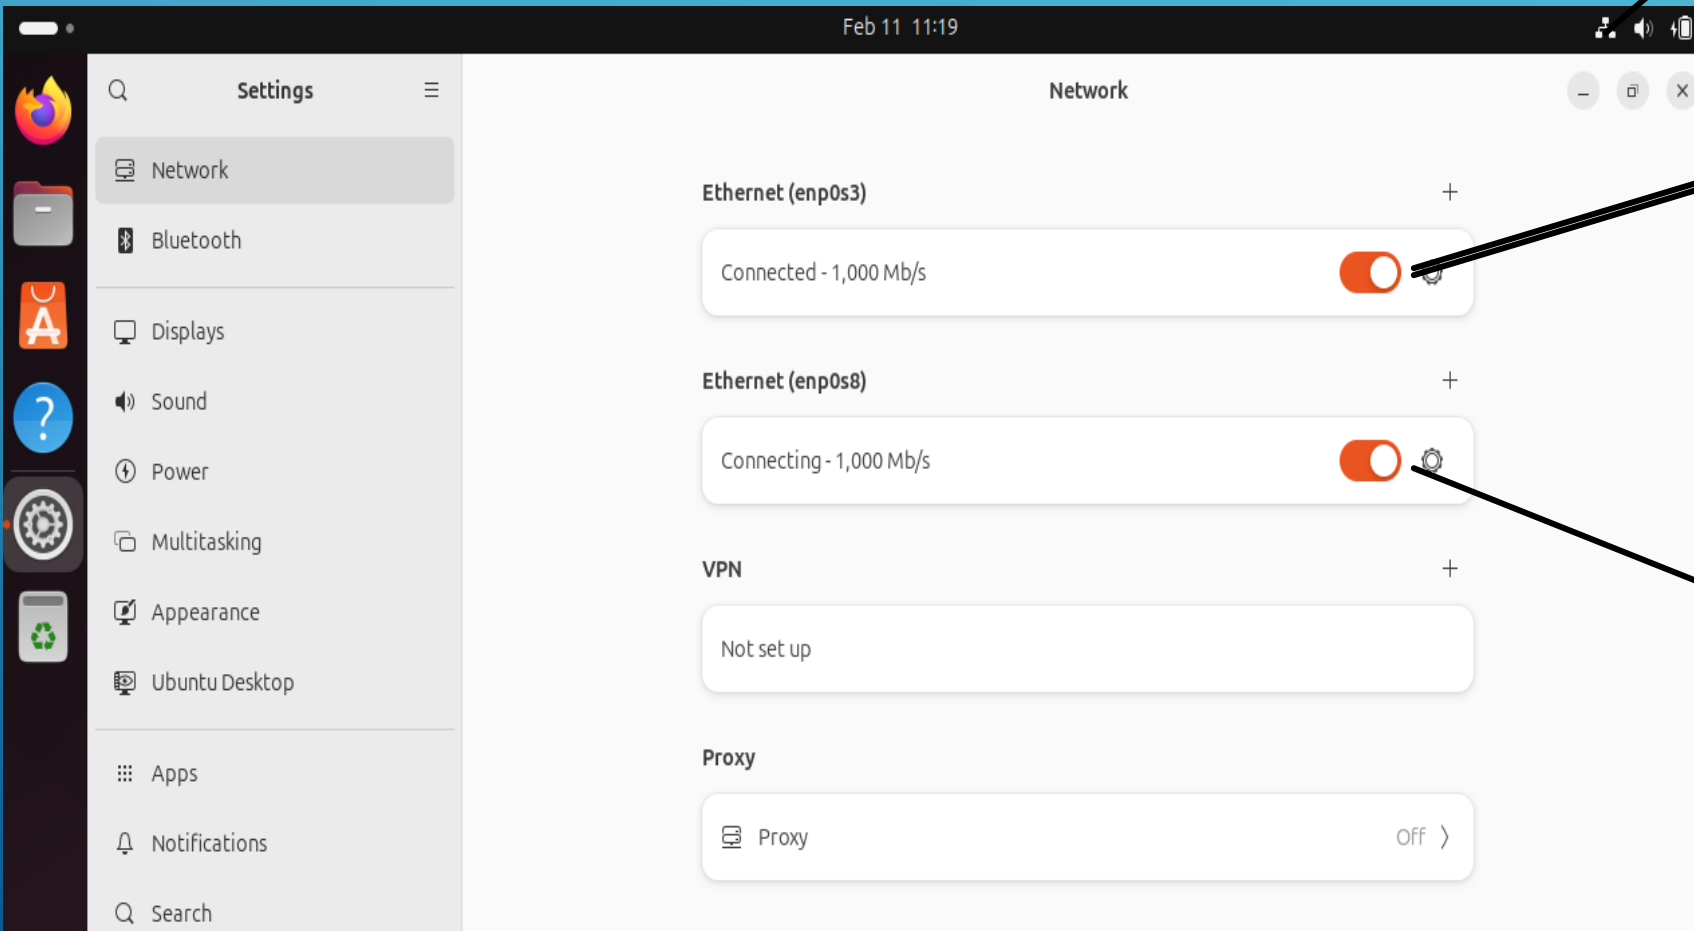 Feb 11 11:19
Settings
Network
Network
Bluetooth
Displays
Sound
Power
Multitasking
Appearance
Ubuntu Desktop
Apps
Notifications
Search
Ethernet (enp0s3)
Connected - 1,000 Mb/s
Ethernet (enp0s8)
Connecting - 1,000 Mb/s
VPN
Not set up
Proxy
Proxy
Off